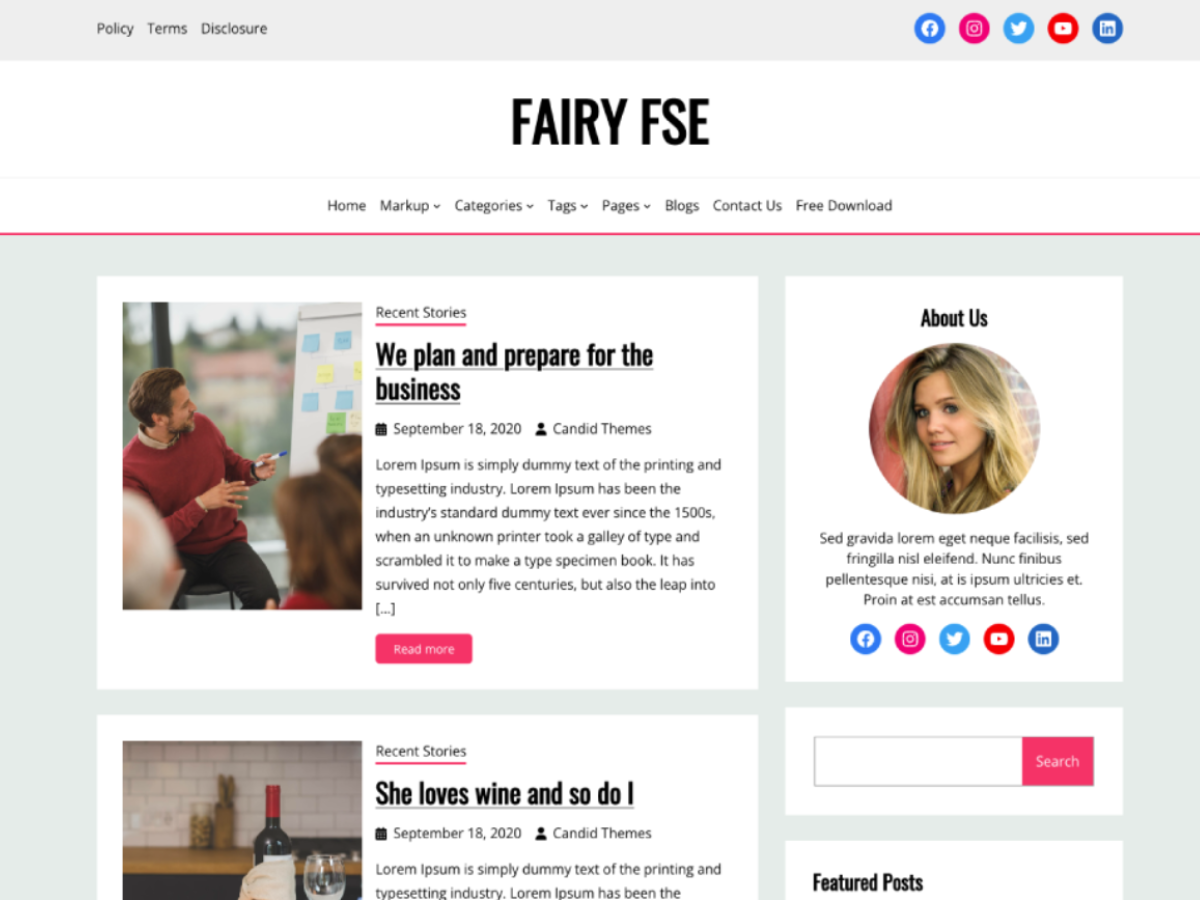 Policy Terms Disclosure
FAIRY FSE
Home Markup Categories Tags Pages Blogs Contact Us Free Download
Recent Stories
We plan and prepare for the
business
September 18, 2020 Candid Themes
Lorem Ipsum is simply dummy text of the printing and
typesetting industry. Lorem Ipsum has been the
industry's standard dummy text ever since the 1500s,
when an unknown printer took a galley of type and
scrambled it to make a type specimen book. It has
survived not only five centuries, but also the leap into
[...]
Read more
Recent Stories
She loves wine and so do I
September 18, 2020 Candid Themes
Lorem Ipsum is simply dummy text of the printing and
typesetting industry. Lorem Ipsum has been the
About Us
Sed gravida lorem eget neque facilisis, sed
fringilla nisl eleifend. Nunc finibus
pellentesque nisi, at is ipsum ultricies et.
Proin at est accumsan tellus.
Search
Featured Posts